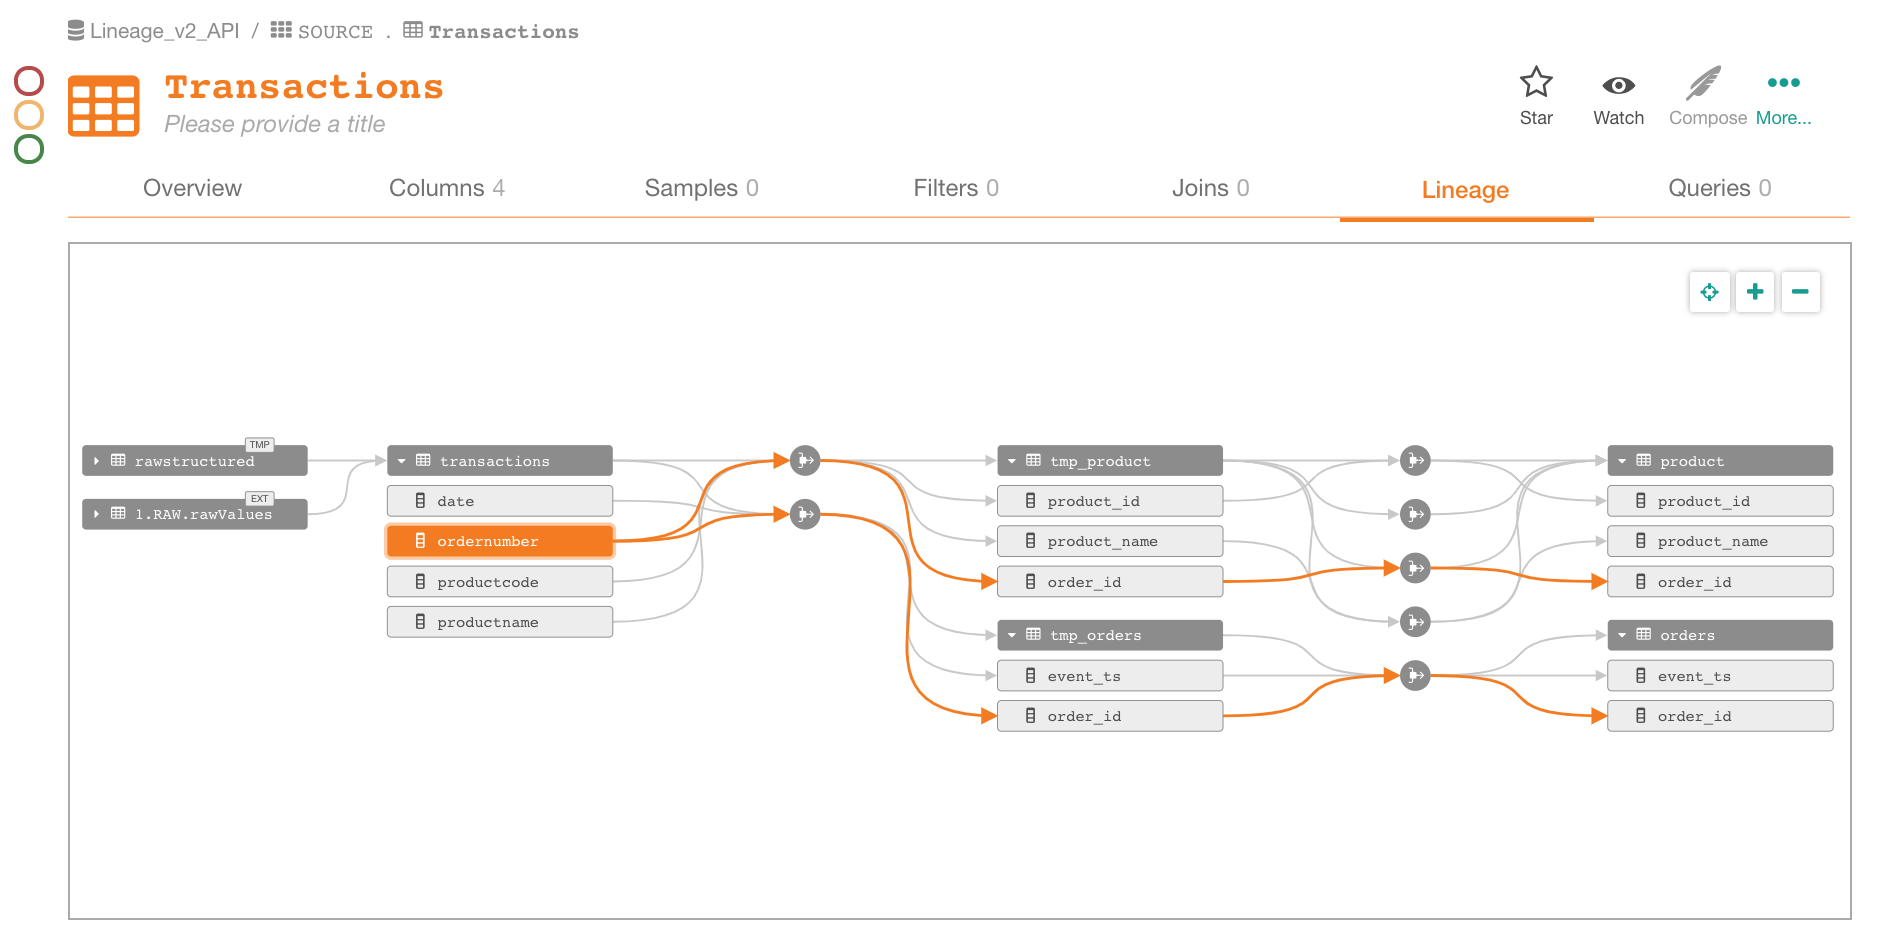 Lineage_v2_API / SOURCE . Transactions
Transactions
Please provide a title
Star Watch Compose More...
Overview Columns 4 Samples 0 Filters 0 Joins 0 Lineage Queries 0
TMP
rawstructured
EXT
1.RAW.rawValues
transactions
date
ordernumber
productcode
productname
tmp_product
product_id
product_name
order_id
tmp_orders
event_ts
order_id
product
product_id
product_name
order_id
orders
event_ts
order_id